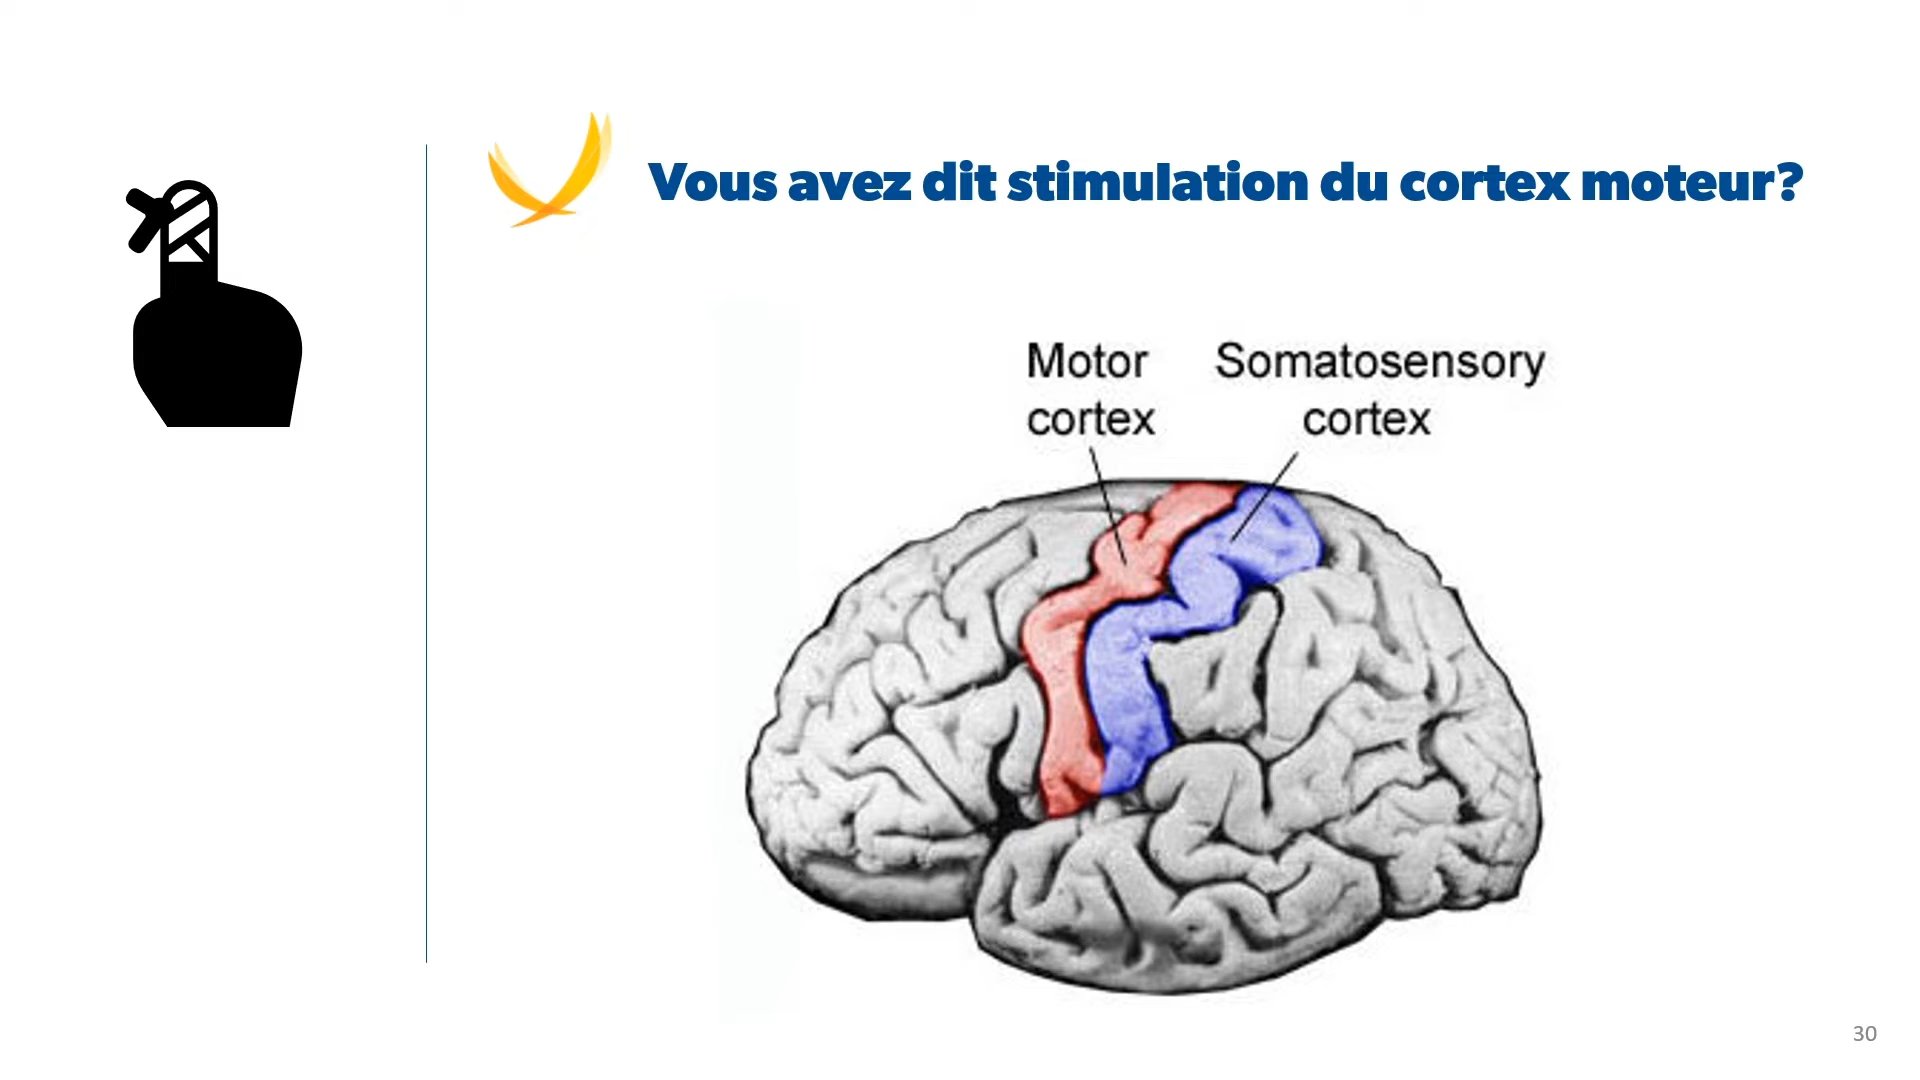 Vous avez dit stimulation du cortex moteur?
Motor
cortex
Somatosensory
cortex
30